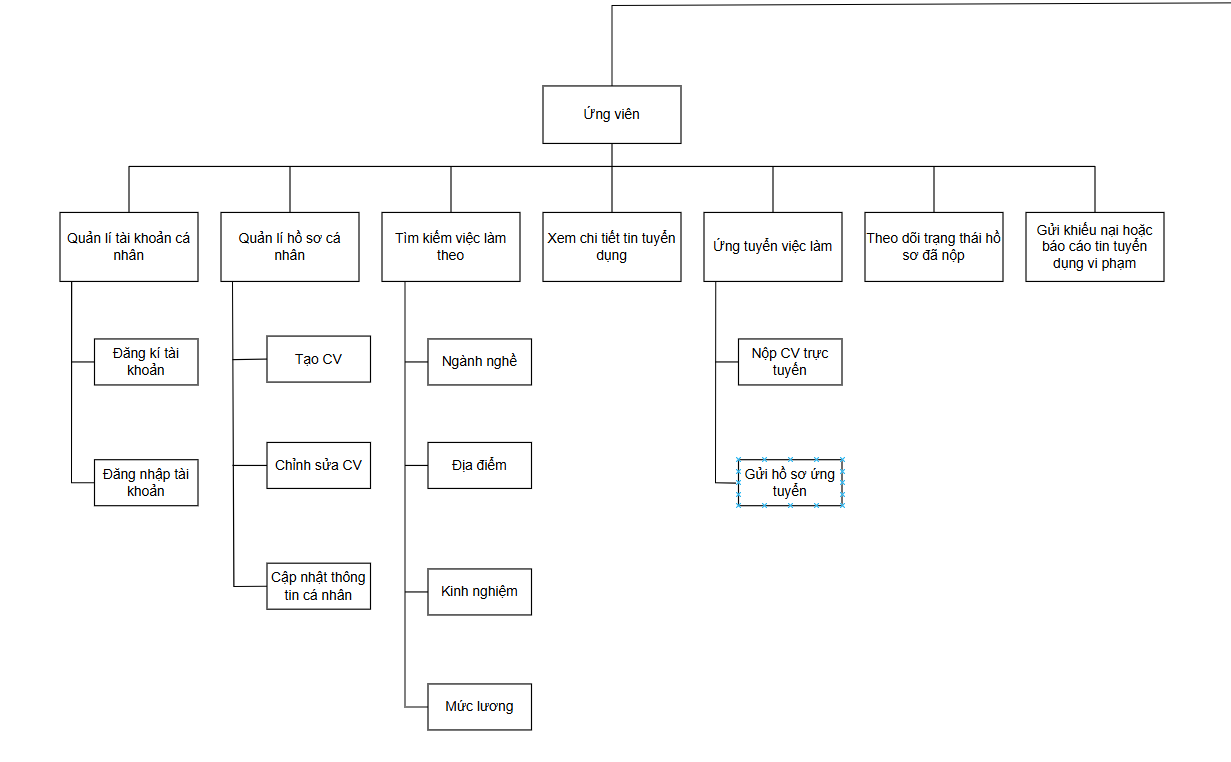 Ứng viên
Quản lí tài khoản cá
nhân
Quản lí hồ sơ cá
nhân
Tìm kiếm việc làm
theo
Xem chi tiết tin tuyển
dụng
Ứng tuyển việc làm
Theo dõi trạng thái hồ
sơ đã nộp
Gửi khiếu nại hoặc
báo cáo tin tuyển
dụng vi phạm
Đăng kí tài
khoản
Đăng nhập tài
khoản
Tạo CV
Chỉnh sửa CV
Cập nhật thông
tin cá nhân
Ngành nghề
Địa điểm
Kinh nghiệm
Mức lương
Nộp CV trực
tuyến
Gửi hồ sơ ứng
tuyển